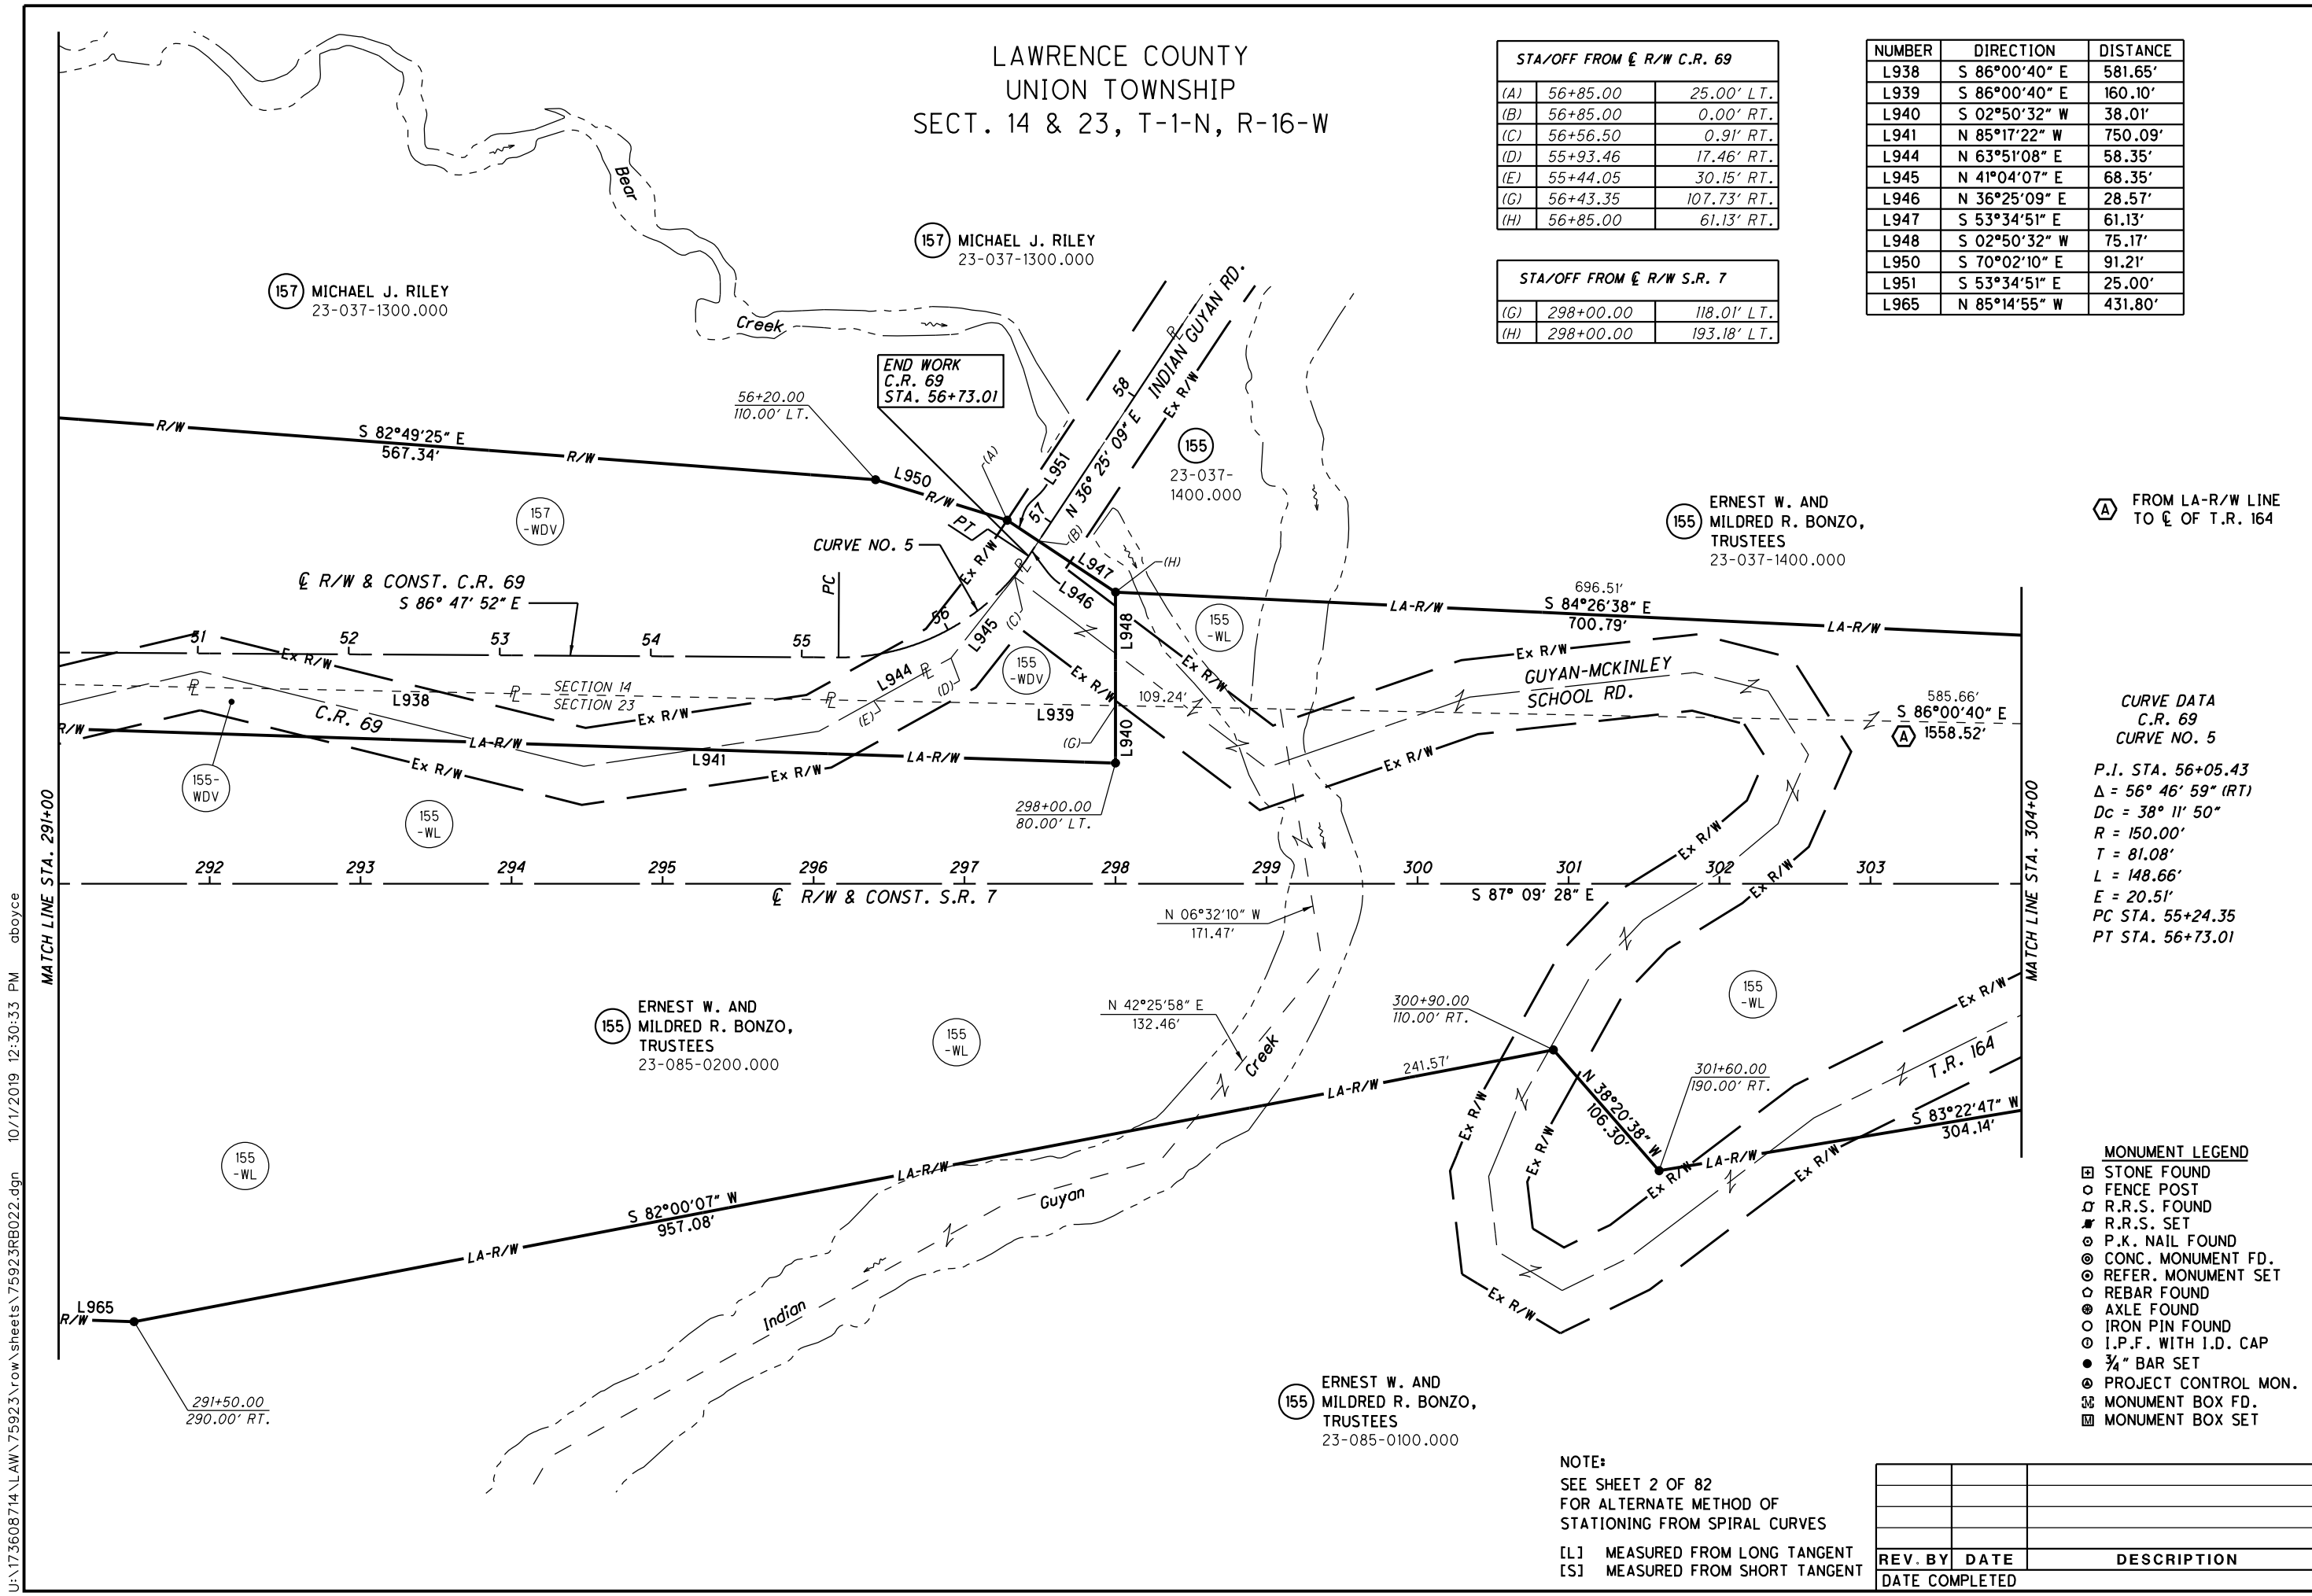 LAWRENCE COUNTY
UNION TOWNSHIP
SECT. 14 & 23, T-1-N, R-16-W
STA/OFF FROM ℄ R/W C.R. 69
(A) 56+85.00 25.00' LT.
(B) 56+85.00 0.00' RT.
(C) 56+56.50 0.91' RT.
(D) 55+93.46 17.46' RT.
(E) 55+44.05 30.15' RT.
(G) 56+43.35 107.73' RT.
(H) 56+85.00 61.13' RT.
STA/OFF FROM ℄ R/W S.R. 7
(G) 298+00.00 118.01' LT.
(H) 298+00.00 193.18' LT.
NUMBER DIRECTION DISTANCE
L938 S 86°00'40" E 581.65'
L939 S 86°00'40" E 160.10'
L940 S 02°50'32" W 38.01'
L941 N 85°17'22" W 750.09'
L944 N 63°51'08" E 58.35'
L945 N 41°04'07" E 68.35'
L946 N 36°25'09" E 28.57'
L947 S 53°34'51" E 61.13'
L948 S 02°50'32" W 75.17'
L950 S 70°02'10" E 91.21'
L951 S 53°34'51" E 25.00'
L965 N 85°14'55" W 431.80'
Bear
Creek
157 MICHAEL J. RILEY
23-037-1300.000
157 MICHAEL J. RILEY
23-037-1300.000
INDIAN GUYAN RD.
END WORK
C.R. 69
STA. 56+73.01
56+20.00
110.00' LT.
R/W
S 82°49'25" E
567.34'
R/W
L950
R/W
(A)
L951
N 36° 25' 09" E
58
57
Ex R/W
℄
155
23-037-
1400.000
155
ERNEST W. AND
MILDRED R. BONZO,
TRUSTEES
23-037-1400.000
A FROM LA-R/W LINE
TO ℄ OF T.R. 164
157
-WDV
PT
CURVE NO. 5
(B)
L947
(H)
L946
Ex R/W
℄ R/W & CONST. C.R. 69
S 86° 47' 52" E
PC
51
52
53
54
55
56
Ex R/W
L945
(C)
L948
155
-WL
696.51'
LA-R/W
S 84°26'38" E
700.79'
LA-R/W
Ex R/W
GUYAN-MCKINLEY
SCHOOL RD.
SECTION 14
SECTION 23
L938
L944
(D)
(E)
155
-WDV
Ex R/W
Ex R/W
109.24'
L939
585.66'
S 86°00'40" E
A 1558.52'
C.R. 69
Ex R/W
R/W
LA-R/W
L941
LA-R/W
(G)
L940
Ex R/W
Ex R/W
Ex R/W
155-
WDV
155
-WL
298+00.00
80.00' LT.
CURVE DATA
C.R. 69
CURVE NO. 5
P.I. STA. 56+05.43
Δ = 56° 46' 59" (RT)
Dc = 38° 11' 50"
R = 150.00'
T = 81.08'
L = 148.66'
E = 20.51'
PC STA. 55+24.35
PT STA. 56+73.01
MATCH LINE STA. 291+00
292
293
294
295
296
297
298
299
300
301
302
303
℄ R/W & CONST. S.R. 7
S 87° 09' 28" E
Ex R/W
Ex R/W
MATCH LINE STA. 304+00
N 06°32'10" W
171.47'
N 42°25'58" E
132.46'
155
ERNEST W. AND
MILDRED R. BONZO,
TRUSTEES
23-085-0200.000
155
-WL
300+90.00
110.00' RT.
155
-WL
Ex R/W
Creek
241.57'
LA-R/W
N 38°20'38" W
106.30'
301+60.00
190.00' RT.
T.R. 164
S 83°22'47" W
304.14'
Ex R/W
Ex R/W
LA-R/W
Ex R/W
Ex R/W
155
-WL
LA-R/W
Guyan
S 82°00'07" W
957.08'
LA-R/W
Indian
Ex R/W
L965
R/W
291+50.00
290.00' RT.
155
ERNEST W. AND
MILDRED R. BONZO,
TRUSTEES
23-085-0100.000
MONUMENT LEGEND
STONE FOUND
FENCE POST
R.R.S. FOUND
R.R.S. SET
P.K. NAIL FOUND
CONC. MONUMENT FD.
REFER. MONUMENT SET
REBAR FOUND
AXLE FOUND
IRON PIN FOUND
I.P.F. WITH I.D. CAP
¾" BAR SET
PROJECT CONTROL MON.
MONUMENT BOX FD.
MONUMENT BOX SET
NOTE:
SEE SHEET 2 OF 82
FOR ALTERNATE METHOD OF
STATIONING FROM SPIRAL CURVES
[L] MEASURED FROM LONG TANGENT
[S] MEASURED FROM SHORT TANGENT
REV. BY DATE DESCRIPTION
DATE COMPLETED
U:\173608714\LAW\75923\row\sheets\75923RB022.dgn 10/1/2019 12:30:33 PM aboyce